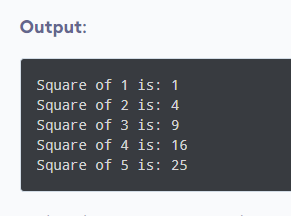 Output:
Square of 1 is: 1
Square of 2 is: 4
Square of 3 is: 9
Square of 4 is: 16
Square of 5 is: 25